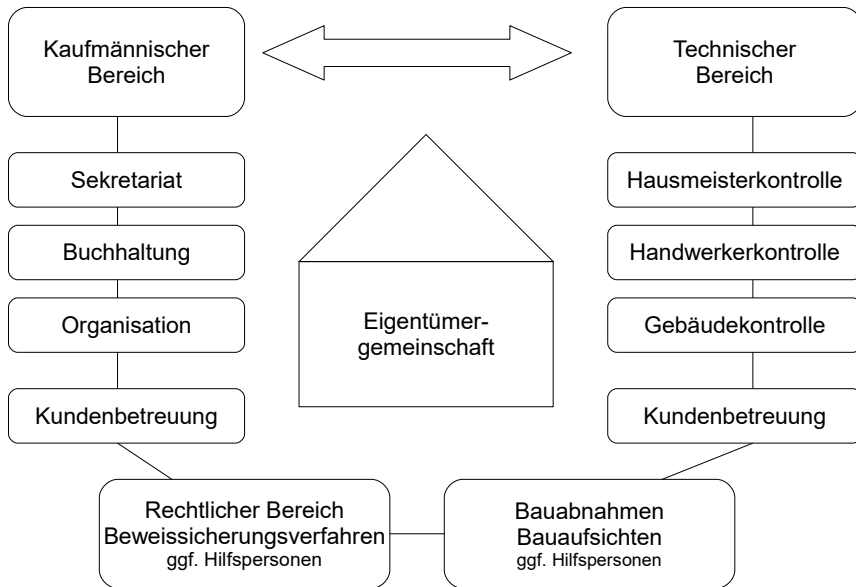 Kaufmännischer
Bereich
Technischer
Bereich
Sekretariat
Hausmeisterkontrolle
Buchhaltung
Handwerkerkontrolle
Organisation
Eigentümer-
gemeinschaft
Gebäudekontrolle
Kundenbetreuung
Kundenbetreuung
Rechtlicher Bereich
Beweissicherungsverfahren
ggf. Hilfspersonen
Bauabnahmen
Bauaufsichten
ggf. Hilfspersonen